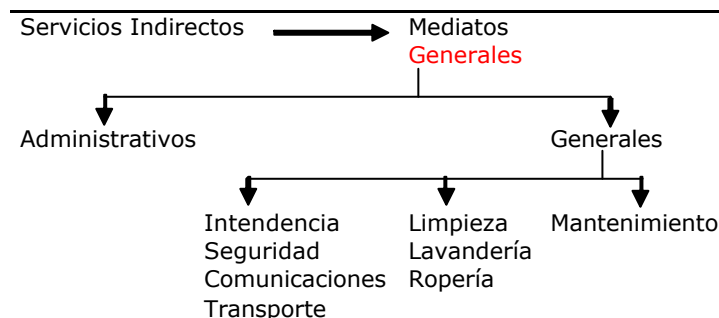 Servicios Indirectos Mediatos
Generales
Administrativos Generales
Intendencia Limpieza Mantenimiento
Seguridad Lavandería
Comunicaciones Ropería
Transporte